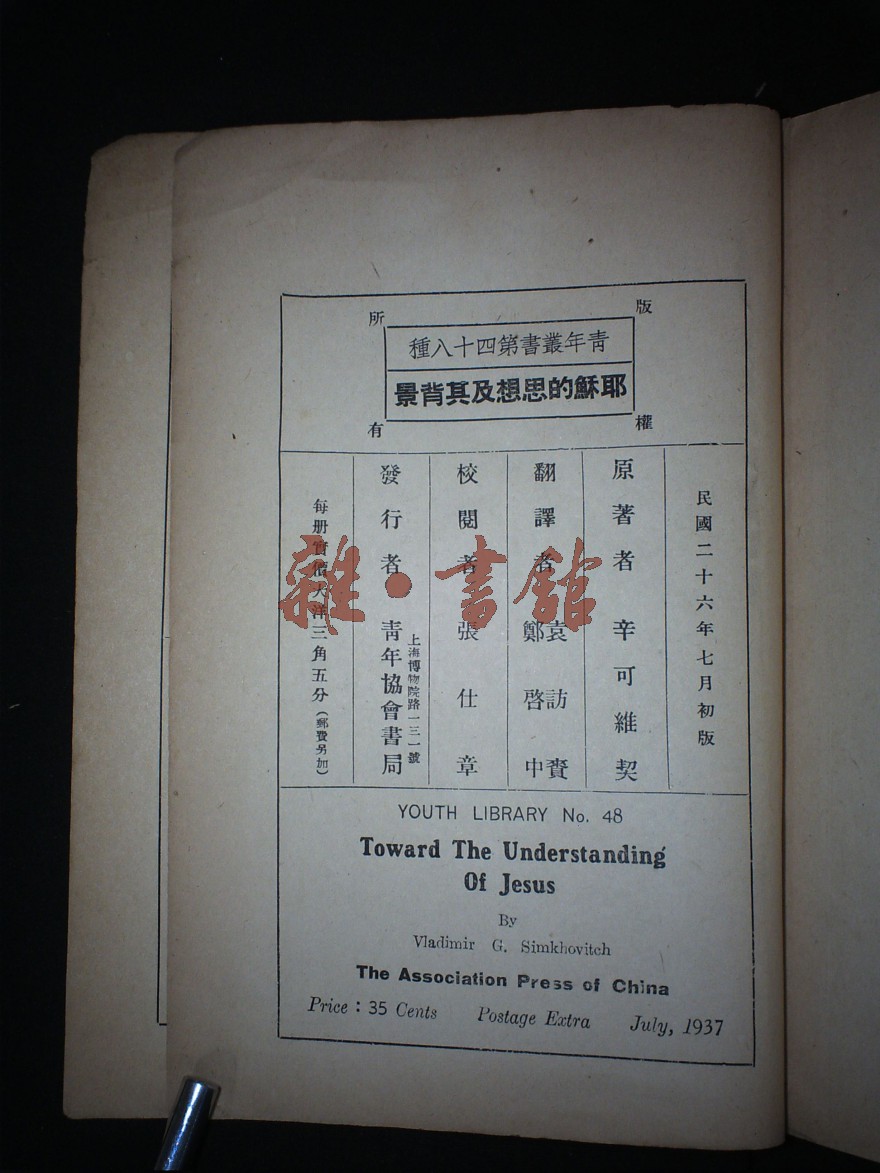 版權所有
青年叢書第四十八種
耶穌的思想及其背景
民國二十六年七月初版
原著者 辛可維契
翻譯者 袁訪賚 鄭啓中
校閱者 張仕章
發行者 青年協會書局
上海博物院路一三一號
每册實價大洋三角五分(郵費另加)
雜·書館
YOUTH LIBRARY No. 48
Toward The Understanding
Of Jesus
By
Vladimir G. Simkhovitch
The Association Press of China
Price : 35 Cents Postage Extra July, 1937